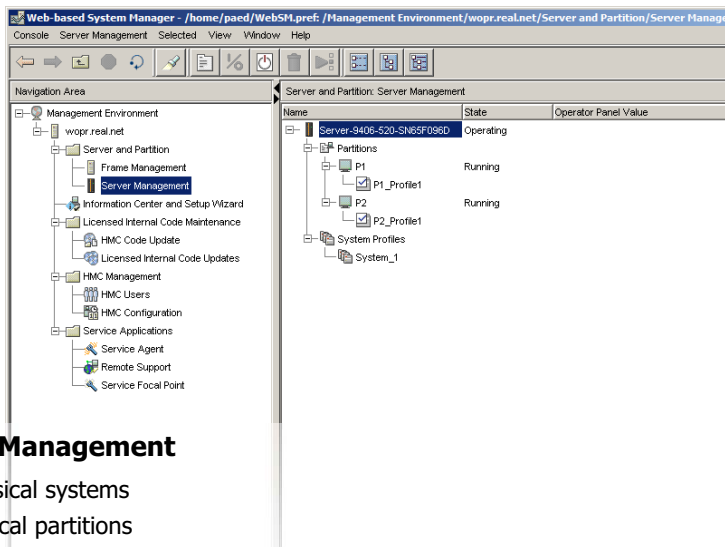 Web-based System Manager - /home/paed/WebSM.pref: /Management Environment/wopr.real.net/Server and Partition/Server Manage
Console Server Management Selected View Window Help
Navigation Area
Server and Partition: Server Management
Management Environment
wopr.real.net
Server and Partition
Frame Management
Server Management
Information Center and Setup Wizard
Licensed Internal Code Maintenance
HMC Code Update
Licensed Internal Code Updates
HMC Management
HMC Users
HMC Configuration
Service Applications
Service Agent
Remote Support
Service Focal Point
Name State Operator Panel Value
Server-9406-520-SN65F096D Operating
Partitions
P1 Running
P1_Profile1
P2 Running
P2_Profile1
System Profiles
System_1
Management
sical systems
cal partitions